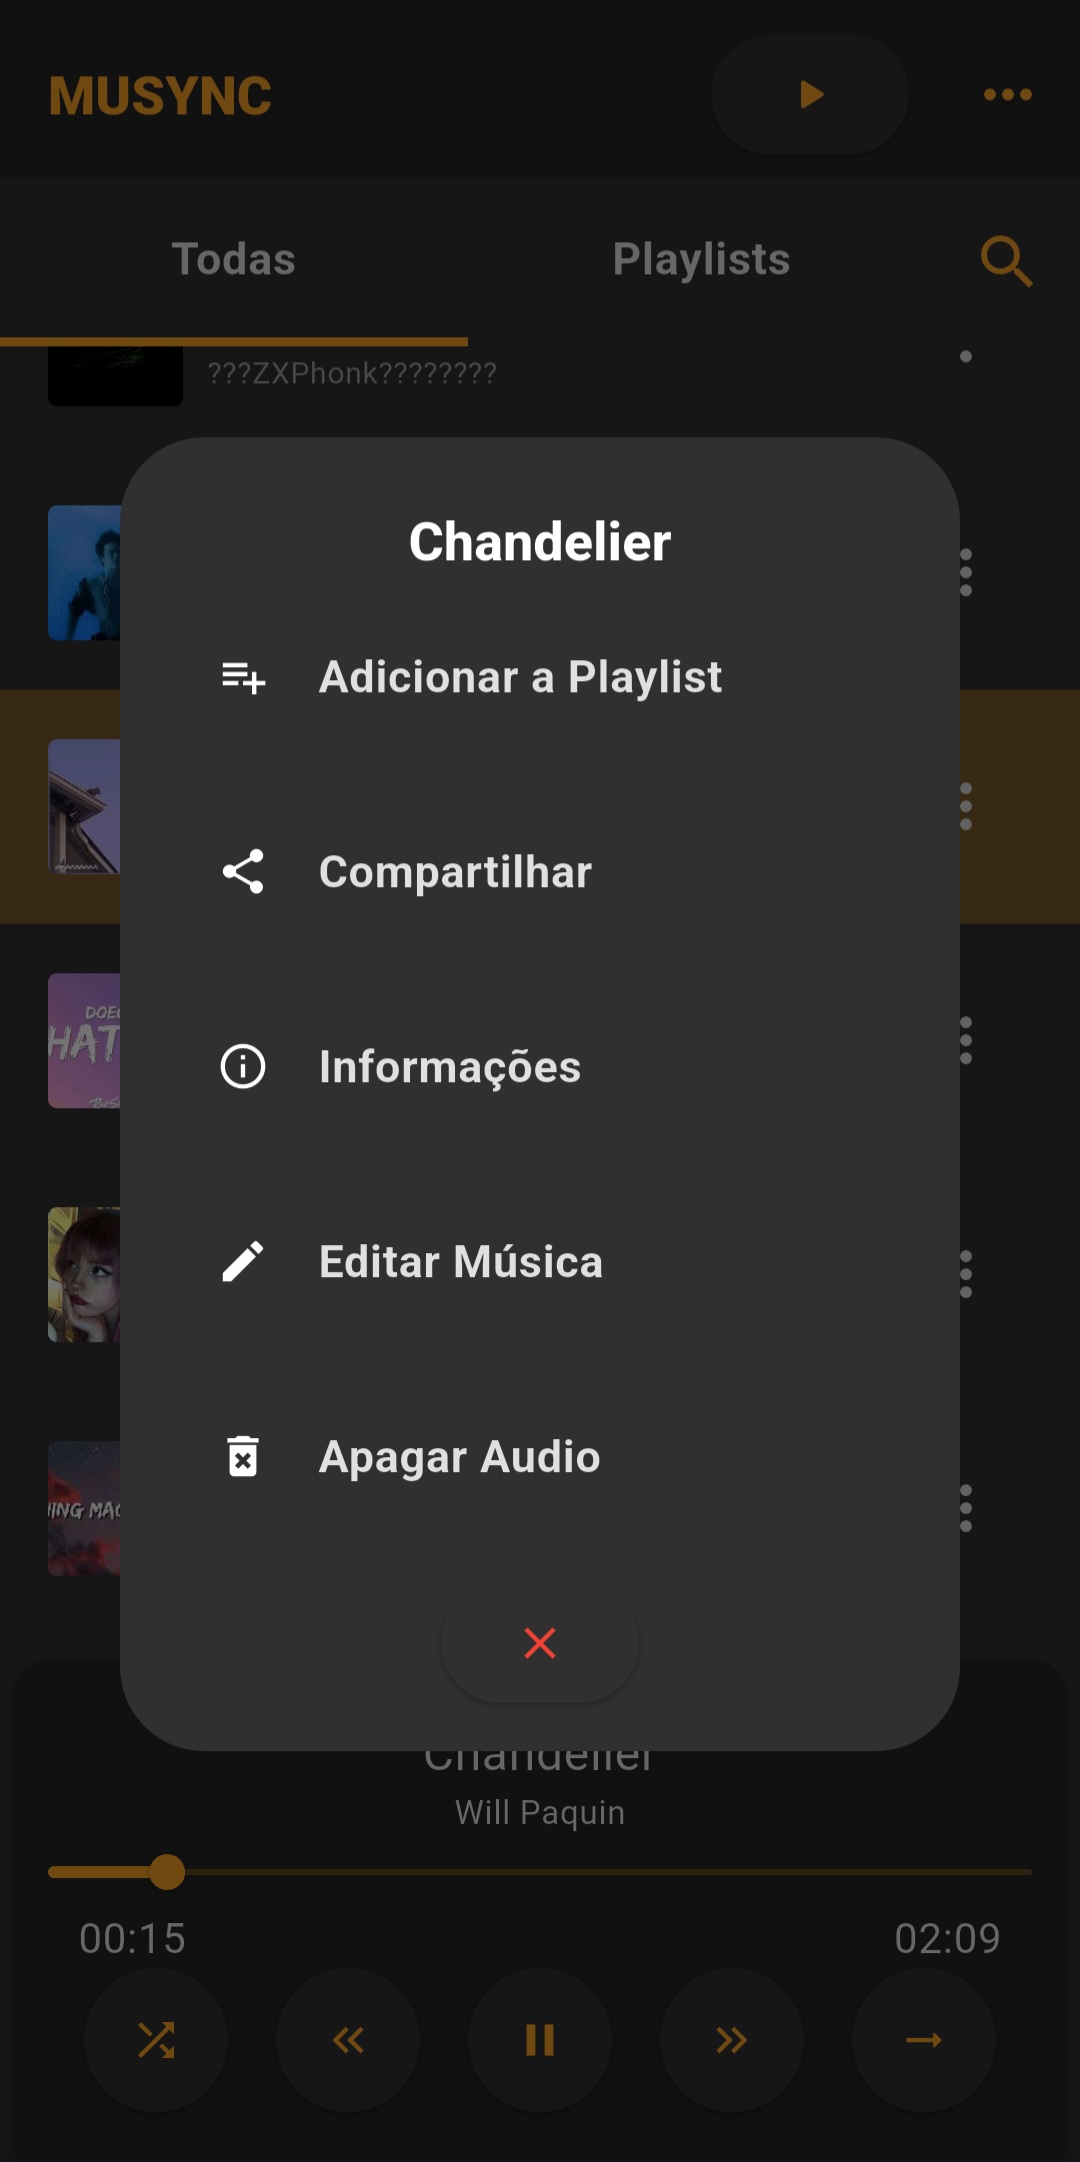 MUSYNC
Todas
Playlists
???ZXPhonk????????
Chandelier
Adicionar a Playlist
Compartilhar
Informações
Editar Música
Apagar Audio
Chandelier
Will Paquin
00:15
02:09